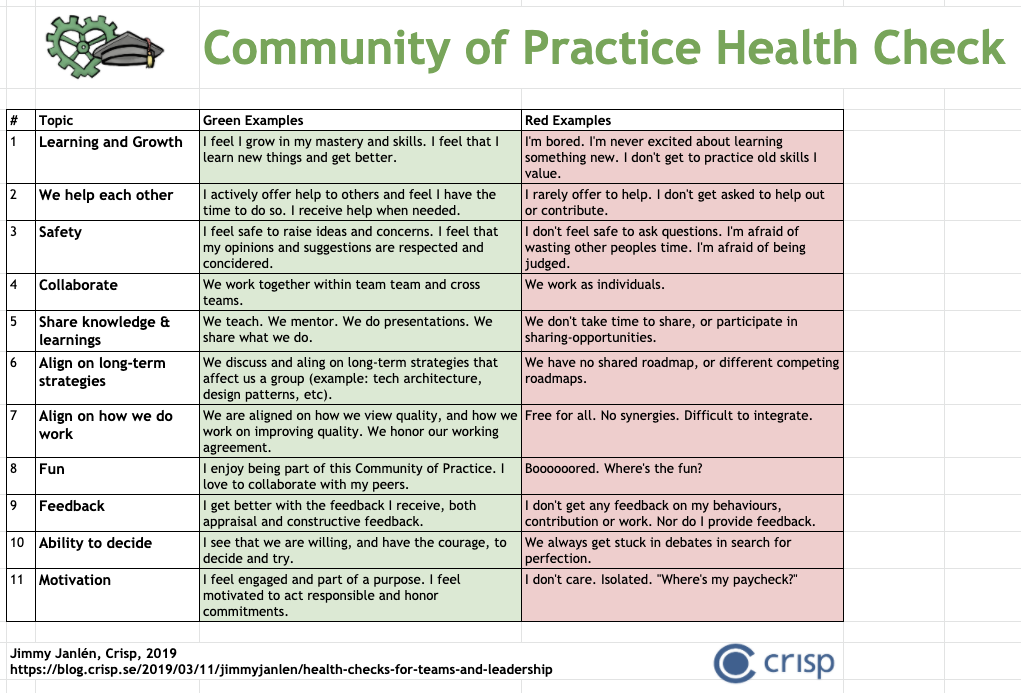 Community of Practice Health Check
# Topic Green Examples Red Examples
1 Learning and Growth I feel I grow in my mastery and skills. I feel that I I'm bored. I'm never excited about learning
learn new things and get better. something new. I don't get to practice old skills I
value.
2 We help each other I actively offer help to others and feel I have the I rarely offer to help. I don't get asked to help out
time to do so. I receive help when needed. or contribute.
3 Safety I feel safe to raise ideas and concerns. I feel that I don't feel safe to ask questions. I'm afraid of
my opinions and suggestions are respected and wasting other peoples time. I'm afraid of being
concidered. judged.
4 Collaborate We work together within team team and cross We work as individuals.
teams.
5 Share knowledge & We teach. We mentor. We do presentations. We We don't take time to share, or participate in
learnings share what we do. sharing-opportunities.
6 Align on long-term We discuss and aling on long-term strategies that We have no shared roadmap, or different competing
strategies affect us a group (example: tech architecture, roadmaps.
design patterns, etc).
7 Align on how we do We are aligned on how we view quality, and how we Free for all. No synergies. Difficult to integrate.
work work on improving quality. We honor our working
agreement.
8 Fun I enjoy being part of this Community of Practice. I Boooooored. Where's the fun?
love to collaborate with my peers.
9 Feedback I get better with the feedback I receive, both I don't get any feedback on my behaviours,
appraisal and constructive feedback. contribution or work. Nor do I provide feedback.
10 Ability to decide I see that we are willing, and have the courage, to We always get stuck in debates in search for
decide and try. perfection.
11 Motivation I feel engaged and part of a purpose. I feel I don't care. Isolated. "Where's my paycheck?"
motivated to act responsible and honor
commitments.
Jimmy Janlén, Crisp, 2019
https://blog.crisp.se/2019/03/11/jimmyjanlen/health-checks-for-teams-and-leadership
crisp